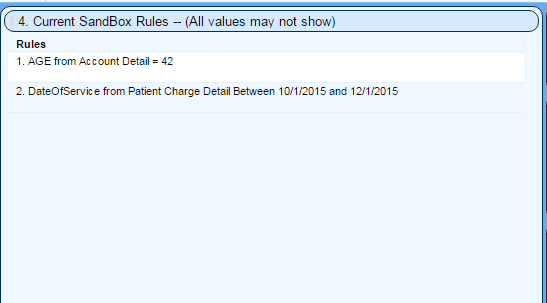 4. Current SandBox Rules -- (All values may not show)
Rules
1. AGE from Account Detail = 42
2. DateOfService from Patient Charge Detail Between 10/1/2015 and 12/1/2015